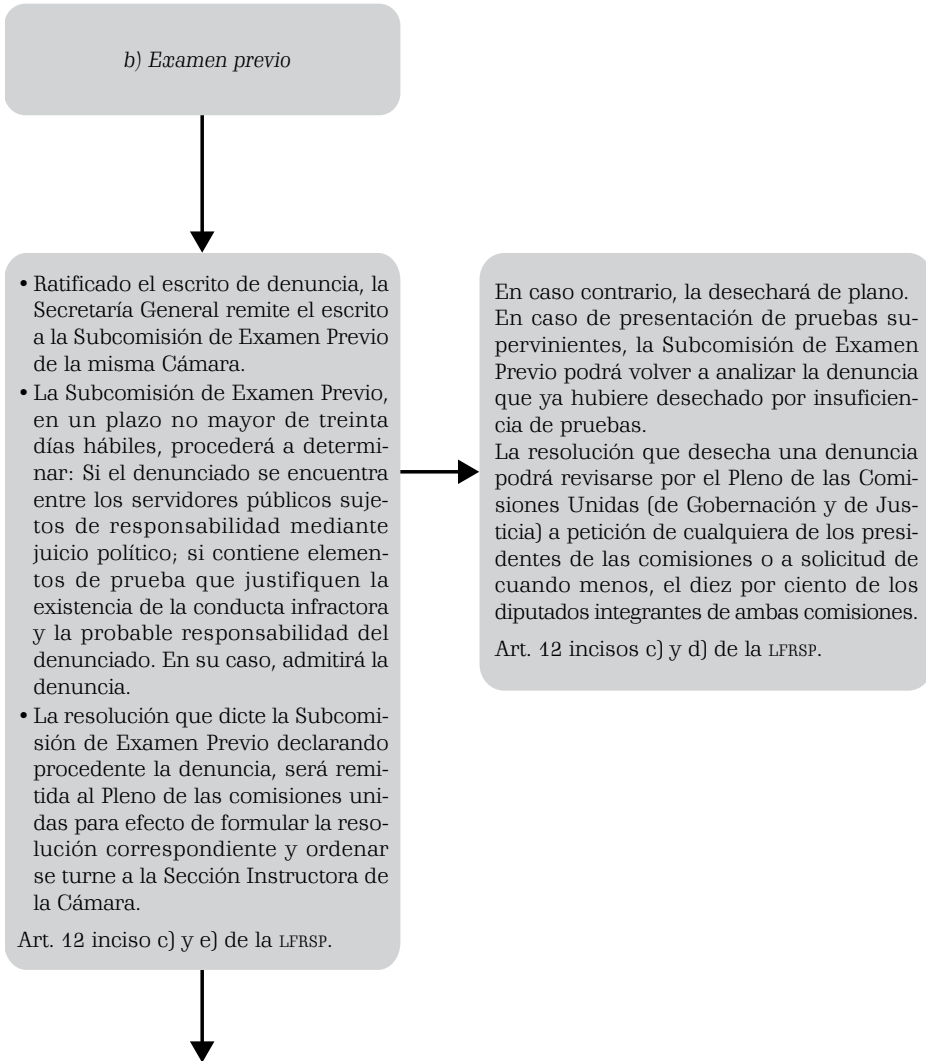 b) Examen previo
• Ratificado el escrito de denuncia, la
Secretaría General remite el escrito
a la Subcomisión de Examen Previo
de la misma Cámara.
• La Subcomisión de Examen Previo,
en un plazo no mayor de treinta
días hábiles, procederá a determi-
nar: Si el denunciado se encuentra
entre los servidores públicos suje-
tos de responsabilidad mediante
juicio político; si contiene elemen-
tos de prueba que justifiquen la
existencia de la conducta infractora
y la probable responsabilidad del
denunciado. En su caso, admitirá la
denuncia.
• La resolución que dicte la Subcomi-
sión de Examen Previo declarando
procedente la denuncia, será remi-
tida al Pleno de las comisiones uni-
das para efecto de formular la reso-
lución correspondiente y ordenar
se turne a la Sección Instructora de
la Cámara.
Art. 12 inciso c) y e) de la LFRSP.
En caso contrario, la desechará de plano.
En caso de presentación de pruebas su-
pervinientes, la Subcomisión de Examen
Previo podrá volver a analizar la denuncia
que ya hubiere desechado por insuficien-
cia de pruebas.
La resolución que desecha una denuncia
podrá revisarse por el Pleno de las Comi-
siones Unidas (de Gobernación y de Jus-
ticia) a petición de cualquiera de los presi-
dentes de las comisiones o a solicitud de
cuando menos, el diez por ciento de los
diputados integrantes de ambas comisiones.
Art. 12 incisos c) y d) de la LFRSP.